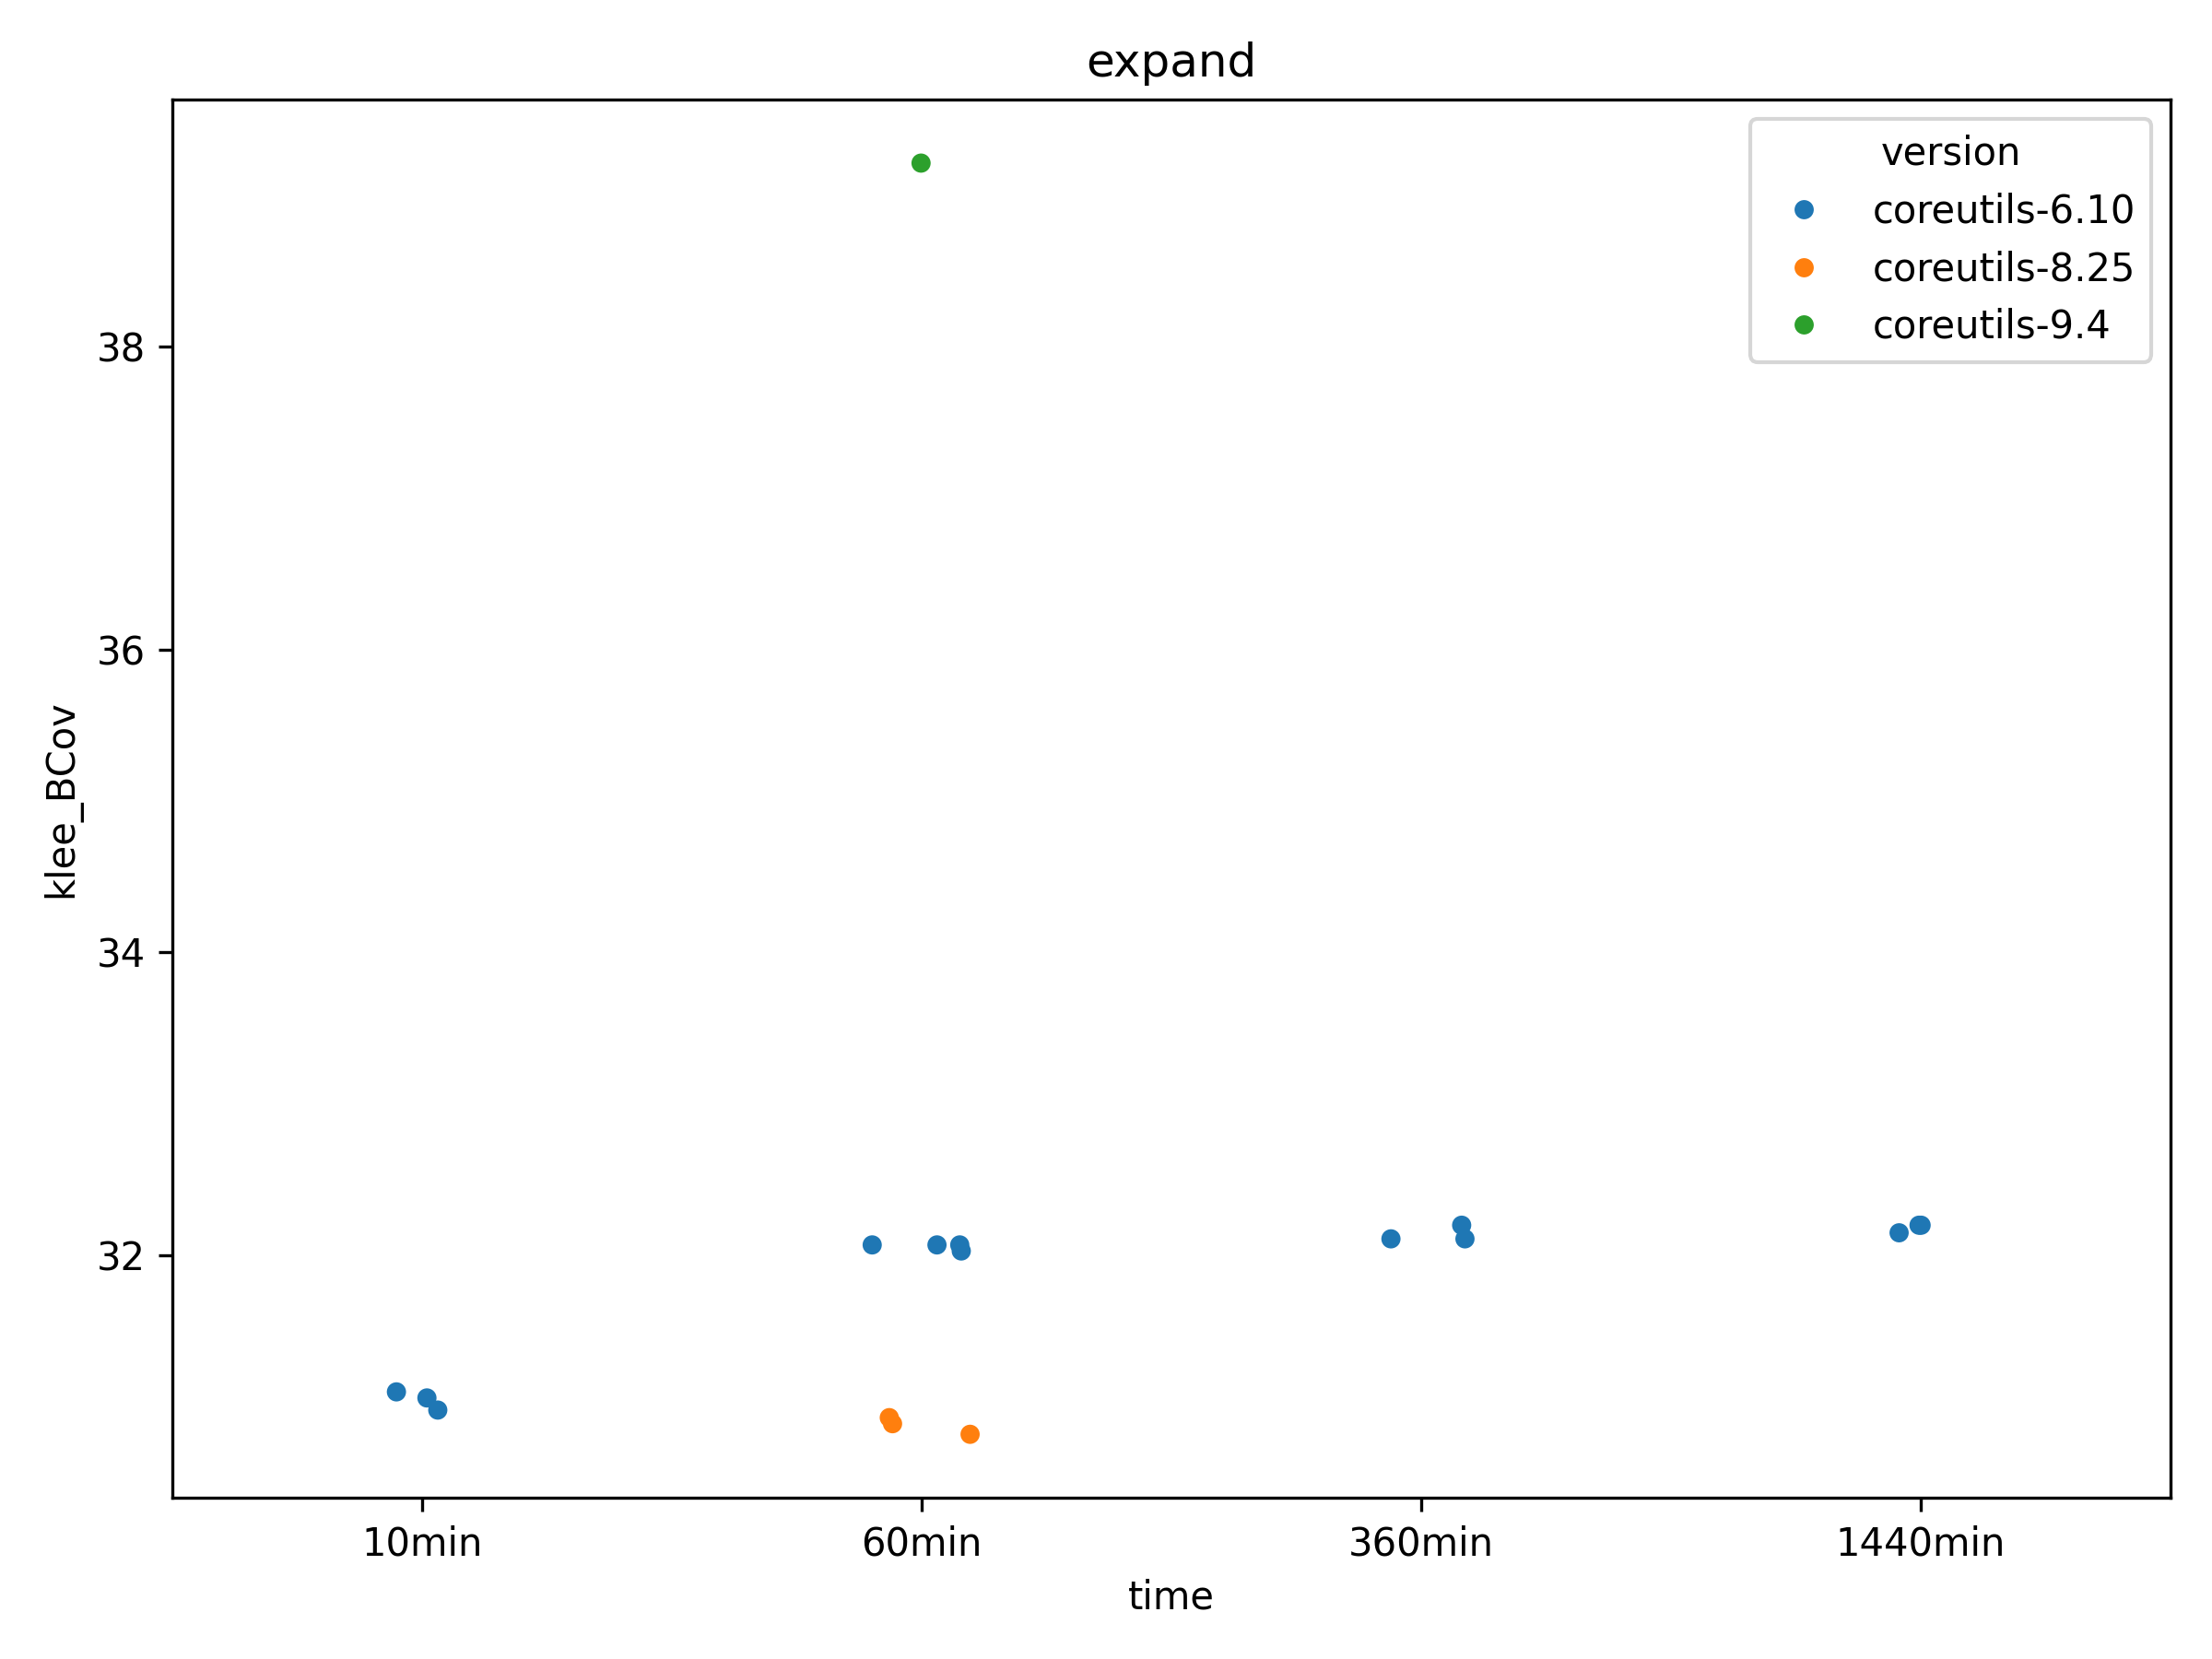 expand
version
coreutils-6.10
coreutils-8.25
coreutils-9.4
38
36
34
32
klee_BCov
10min
60min
360min
1440min
time